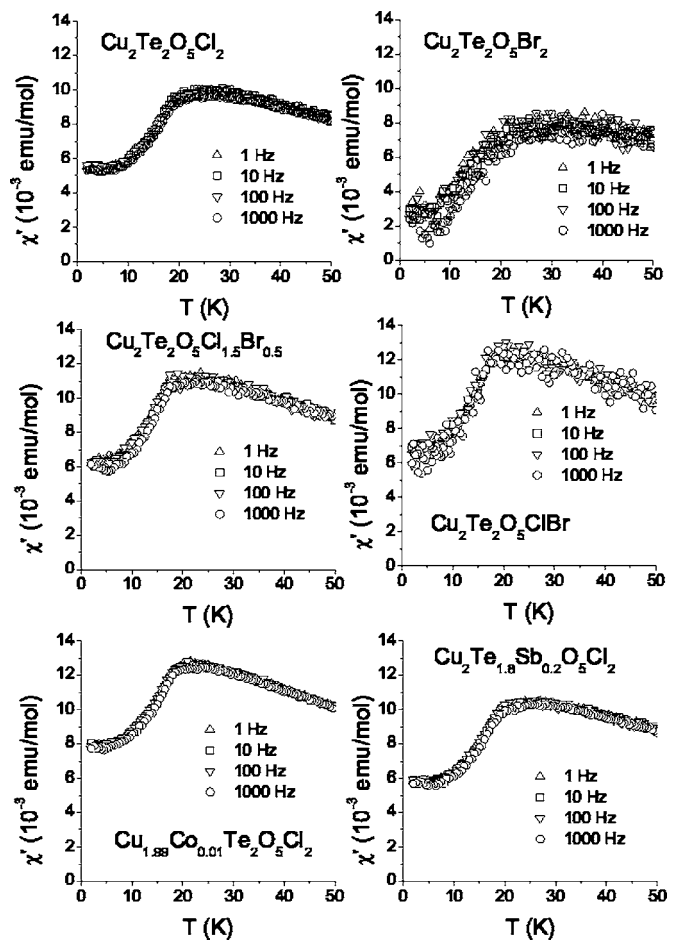 Cu₂Te₂O₅Cl₂
χ' (10⁻³ emu/mol)
14
12
10
8
6
4
2
0
1 Hz
10 Hz
100 Hz
1000 Hz
0 10 20 30 40 50
T (K)
Cu₂Te₂O₅Br₂
χ' (10⁻³ emu/mol)
14
12
10
8
6
4
2
0
1 Hz
10 Hz
100 Hz
1000 Hz
0 10 20 30 40 50
T (K)
Cu₂Te₂O₅Cl₁.₅Br₀.₅
χ' (10⁻³ emu/mol)
14
12
10
8
6
4
2
0
1 Hz
10 Hz
100 Hz
1000 Hz
0 10 20 30 40 50
T (K)
χ' (10⁻³ emu/mol)
14
12
10
8
6
4
2
0
1 Hz
10 Hz
100 Hz
1000 Hz
Cu₂Te₂O₅ClBr
0 10 20 30 40 50
T (K)
χ' (10⁻³ emu/mol)
14
12
10
8
6
4
2
0
1 Hz
10 Hz
100 Hz
1000 Hz
Cu₁.₉₉Co₀.₀₁Te₂O₅Cl₂
0 10 20 30 40 50
T (K)
Cu₂Te₁.₈Sb₀.₂O₅Cl₂
χ' (10⁻³ emu/mol)
14
12
10
8
6
4
2
0
1 Hz
10 Hz
100 Hz
1000 Hz
0 10 20 30 40 50
T (K)